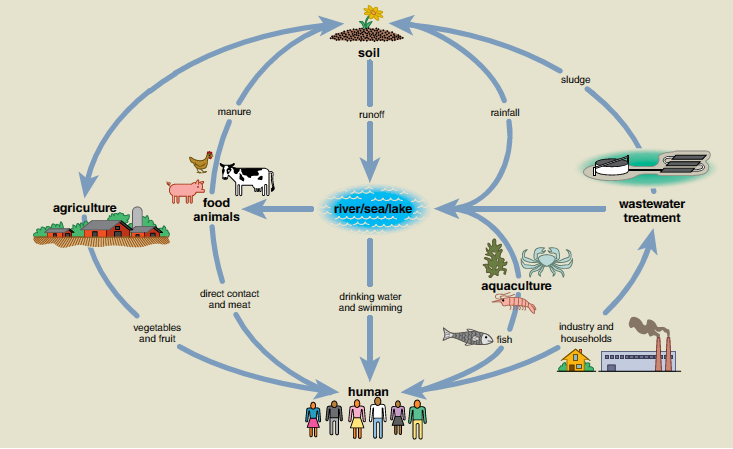 soil
sludge
manure
runoff
rainfall
agriculture
food
animals
river/sea/lake
wastewater
treatment
aquaculture
direct contact
and meat
drinking water
and swimming
vegetables
and fruit
fish
industry and
households
human